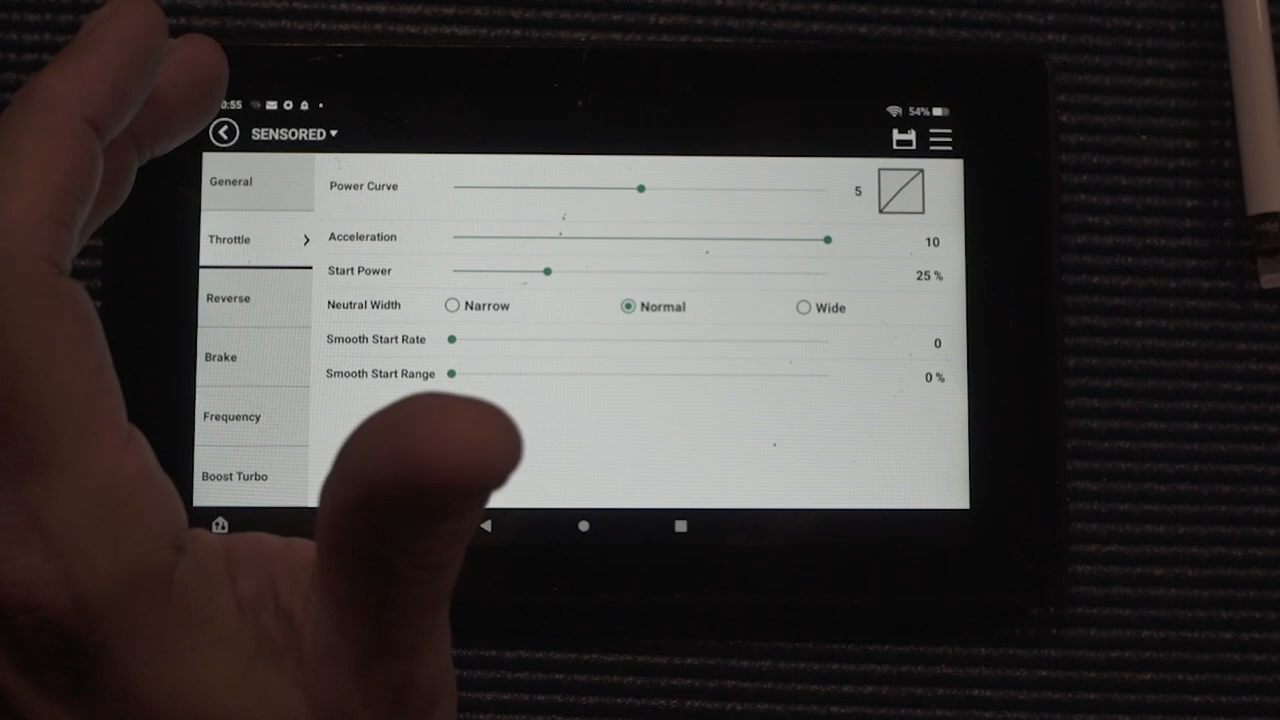 :55 54%
SENSORED
General
Power Curve 5
Throttle
Acceleration 10
Start Power 25 %
Reverse
Neutral Width Narrow Normal Wide
Smooth Start Rate 0
Brake
Smooth Start Range 0 %
Frequency
Boost Turbo